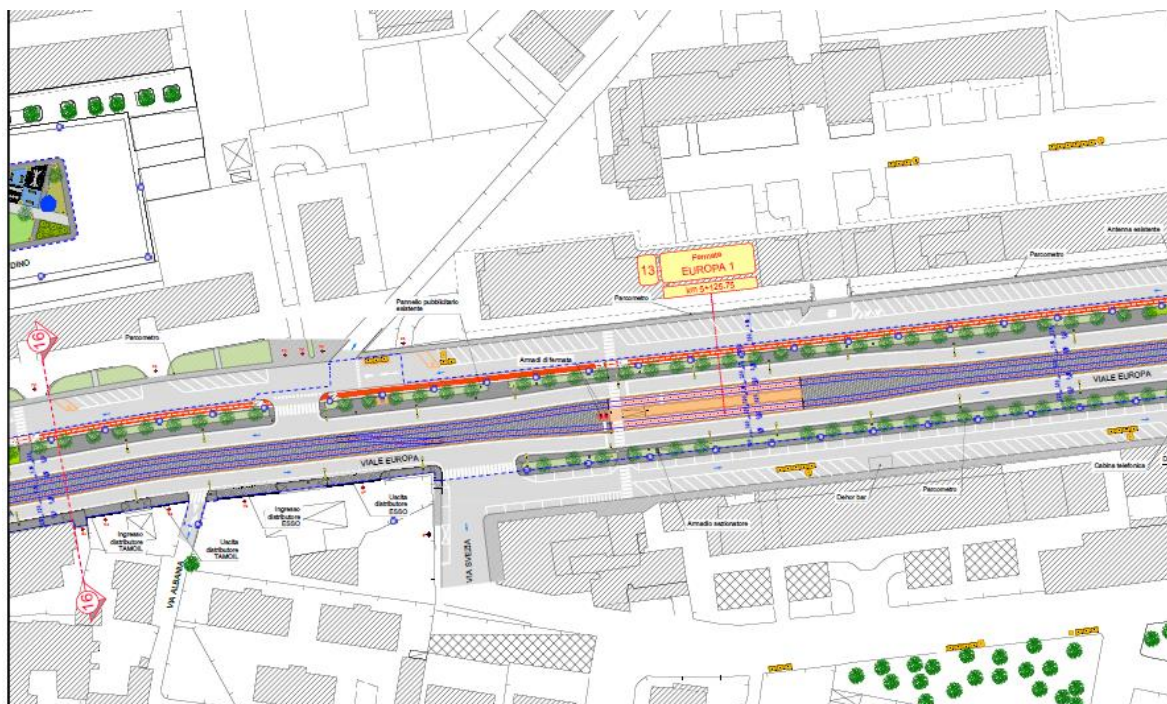 Antenna esistente
DINO
13
Fermata
EUROPA 1
km 5+126.75
Parcometro
Pannello pubblicitario
esistente
Parcometro
16
Parcometro
Armadi di fermata
VIALE EUROPA
VIALE EUROPA
Cabina telefonica
Parcometro
Dehor bar
Armadio sezionatore
Ingresso
distributore
TAMOIL
Uscita
distributore
TAMOIL
Ingresso
distributore
ESSO
Uscita
distributore
ESSO
VIA ALBANIA
VIA SVEZIA
16